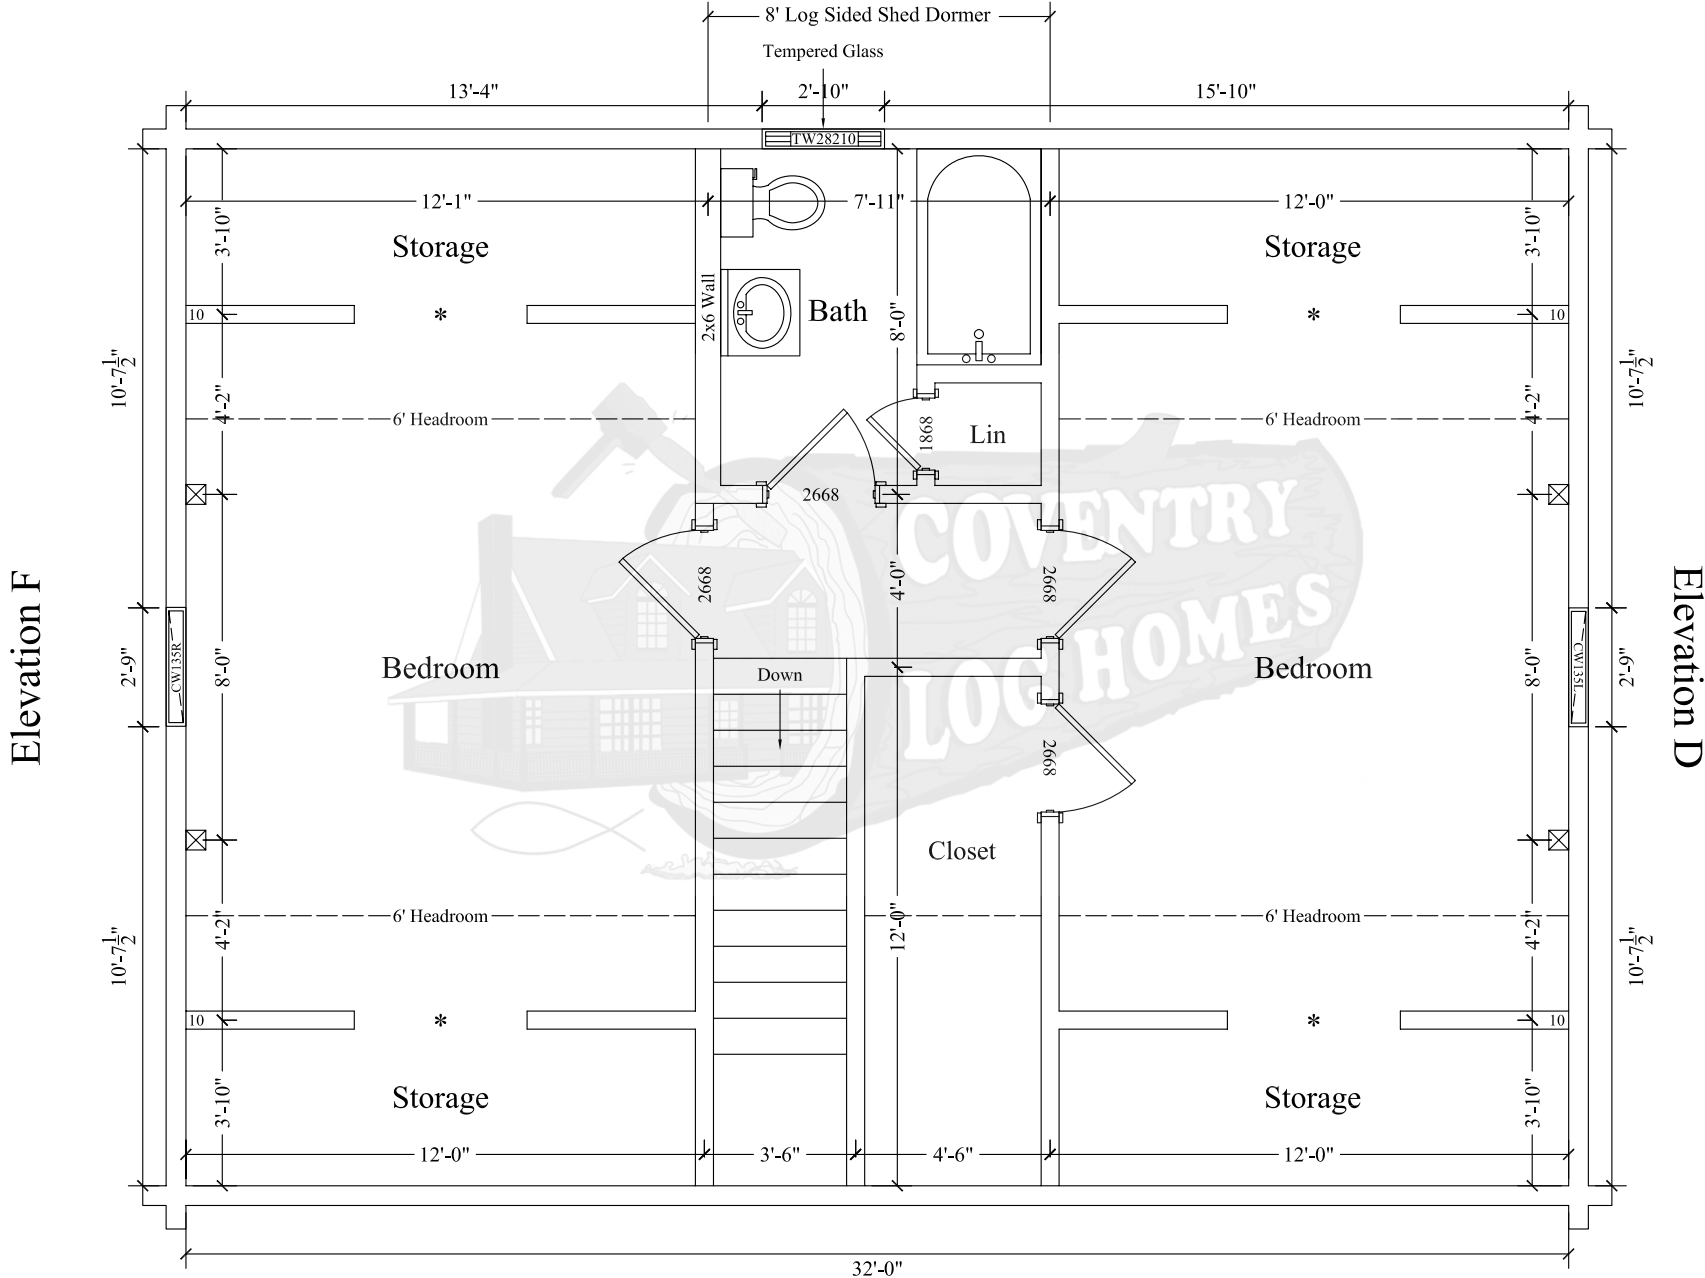 8' Log Sided Shed Dormer
Tempered Glass
13'-4"
2'-10"
15'-10"
TW28210
12'-1"
7'-11"
12'-0"
3'-10"
Storage
Storage
3'-10"
2x6 Wall
Bath
8'-0"
10
*
*
10
10'-7 1/2"
10'-7 1/2"
4'-2"
6' Headroom
6' Headroom
4'-2"
1868
Lin
2668
COVENTRY
LOG HOMES
2668
4'-0"
2668
Elevation F
Elevation D
2'-9"
CW135R
8'-0"
Bedroom
Down
Bedroom
8'-0"
CW135L
2'-9"
2668
Closet
10'-7 1/2"
4'-2"
6' Headroom
12'-0"
6' Headroom
4'-2"
10'-7 1/2"
10
*
*
10
3'-10"
Storage
Storage
3'-10"
12'-0"
3'-6"
4'-6"
12'-0"
32'-0"